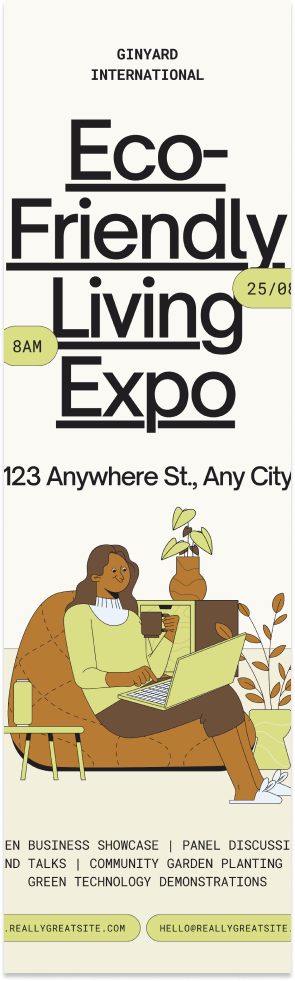 GINYARD
INTERNATIONAL
Eco-
Friendly
25/08
Living
8AM
Expo
123 Anywhere St., Any City
EN BUSINESS SHOWCASE | PANEL DISCUSSI
ND TALKS | COMMUNITY GARDEN PLANTING
GREEN TECHNOLOGY DEMONSTRATIONS
.REALLYGREATSITE.COM
HELLO@REALLYGREATSITE.